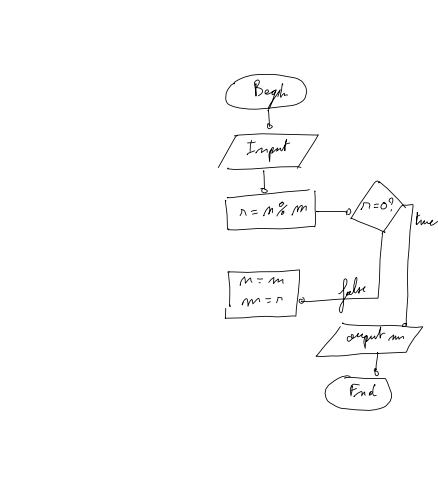 Begin
Input
r = n % m
r=0?
true
n = m
m = r
false
output m
End